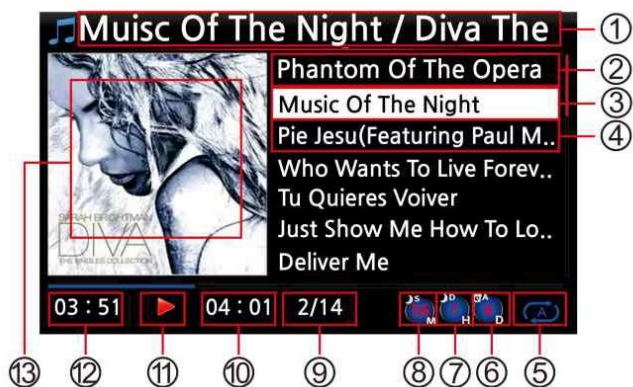 Muisc Of The Night / Diva The
①
Phantom Of The Opera
②
Music Of The Night
③
Pie Jesu(Featuring Paul M..
④
Who Wants To Live Forev..
Tu Quieres Voiver
Just Show Me How To Lo..
Deliver Me
SARAH BRIGHTMAN
DIVA
THE SINGLES COLLECTION
03 : 51
04 : 01
2/14
S
M
D
H
A
D
A
⑬ ⑫ ⑪ ⑩ ⑨ ⑧ ⑦ ⑥ ⑤